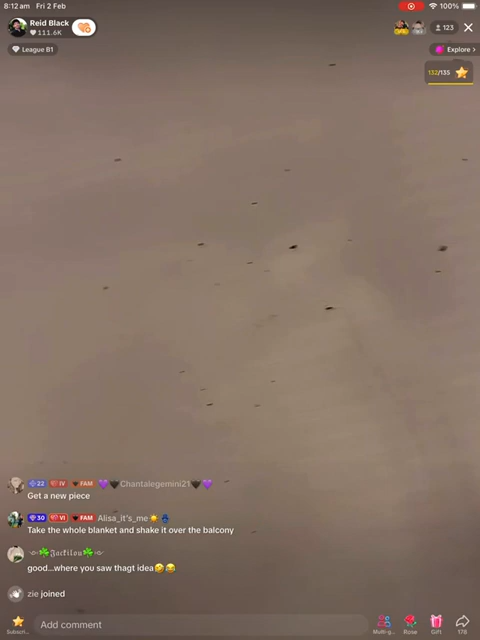 8:12 am Fri 2 Feb
100%
Reid Black
111.6K
123
League B1
Explore >
132/135
22 IV FAM 💜🖤Chantalegemini21🖤💜
Get a new piece
30 VI FAM Alisa_it's_me☀️
Take the whole blanket and shake it over the balcony
☘️𝕵𝖆𝖈𝖐𝖎𝖑𝖔𝖚☘️
good...where you saw thagt idea🤣😂
zie joined
Subscri...
Add comment
Multi-g...
Rose
Gift
178